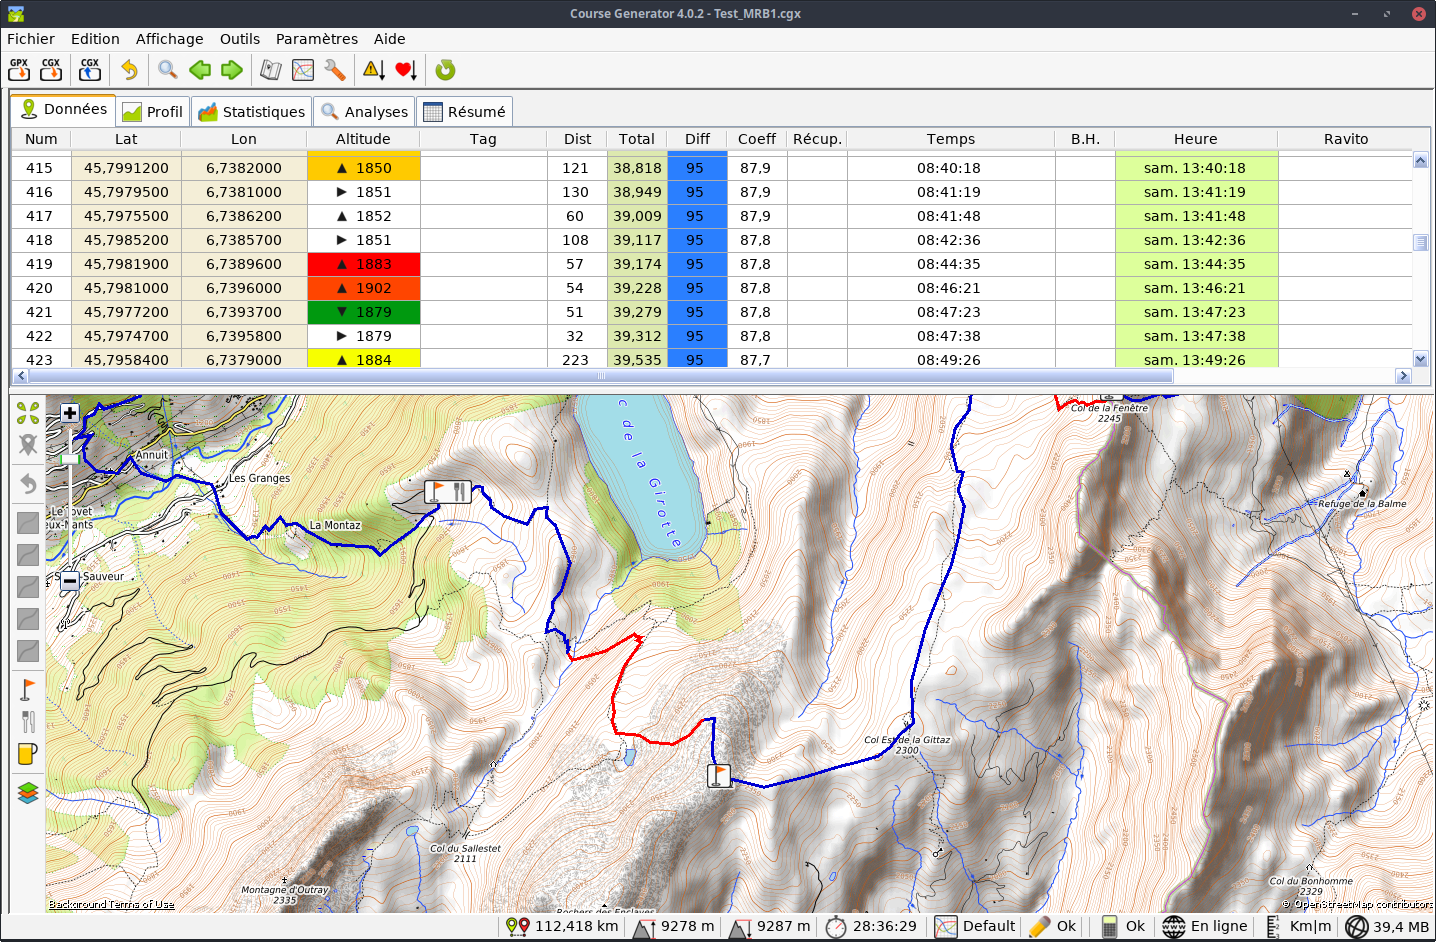 Course Generator 4.0.2 - Test_MRB1.cgx
Fichier Edition Affichage Outils Paramètres Aide
GPX CGX CGX
Données Profil Statistiques Analyses Résumé
Num Lat Lon Altitude Tag Dist Total Diff Coeff Récup. Temps B.H. Heure Ravito
415 45,7991200 6,7382000 ▲ 1850 121 38,818 95 87,9 08:40:18 sam. 13:40:18
416 45,7979500 6,7381000 ► 1851 130 38,949 95 87,9 08:41:19 sam. 13:41:19
417 45,7975500 6,7386200 ▲ 1852 60 39,009 95 87,9 08:41:48 sam. 13:41:48
418 45,7985200 6,7385700 ► 1851 108 39,117 95 87,8 08:42:36 sam. 13:42:36
419 45,7981900 6,7389600 ▲ 1883 57 39,174 95 87,8 08:44:35 sam. 13:44:35
420 45,7981000 6,7396000 ▲ 1902 54 39,228 95 87,8 08:46:21 sam. 13:46:21
421 45,7977200 6,7393700 ▼ 1879 51 39,279 95 87,8 08:47:23 sam. 13:47:23
422 45,7974700 6,7395800 ► 1879 32 39,312 95 87,8 08:47:38 sam. 13:47:38
423 45,7958400 6,7379000 ▲ 1884 223 39,535 95 87,7 08:49:26 sam. 13:49:26
Col de la Fenêtre
2245
Annuit
Les Granges
c de la Girotte
Refuge de la Balme
La Montaz
Sauveur
Col Est de la Gittaz
2300
Col du Sallestet
2111
Montagne d'Outray
2335
Col du Bonhomme
2329
Rochers des Enclaves
Background Terms of Use
© OpenStreetMap contributors
112,418 km 9278 m 9287 m 28:36:29 Default Ok Ok En ligne Km|m 39,4 MB